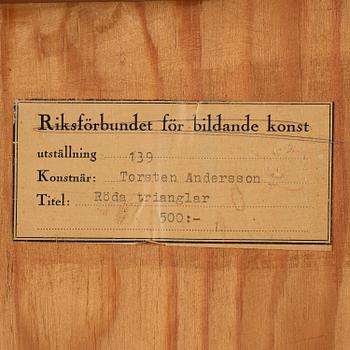 Riksförbundet för bildande konst
utställning 139
Konstnär: Torsten Andersson
Titel: Röda trianglar
500:-